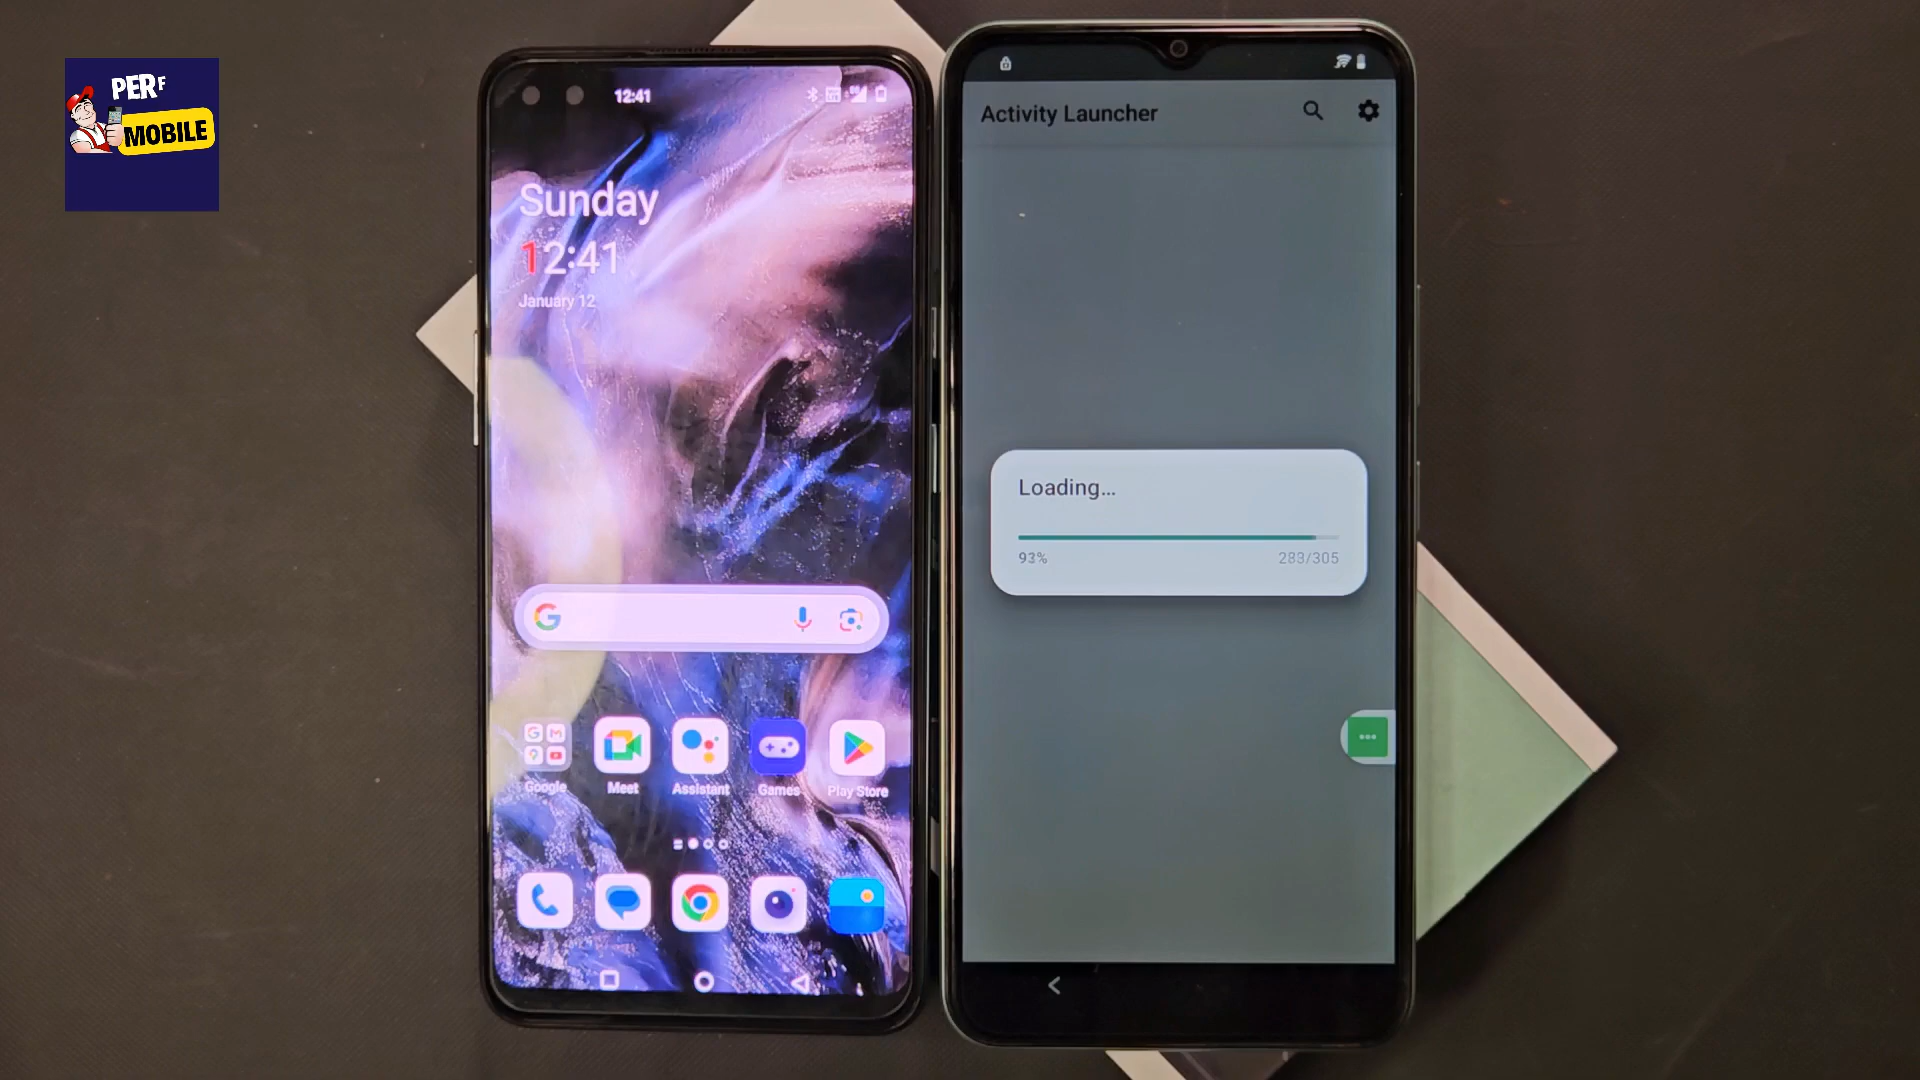 PERF
MOBILE
12:41
Sunday
12:41
January 12
Google
Meet
Assistant
Games
Play Store
Activity Launcher
Loading...
93%
283/305